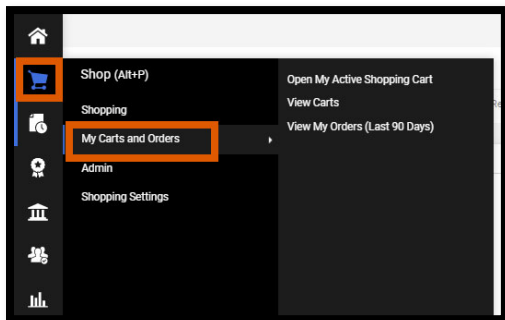 Shop (Alt+P)
Shopping
My Carts and Orders
Admin
Shopping Settings
Open My Active Shopping Cart
View Carts
View My Orders (Last 90 Days)
Re